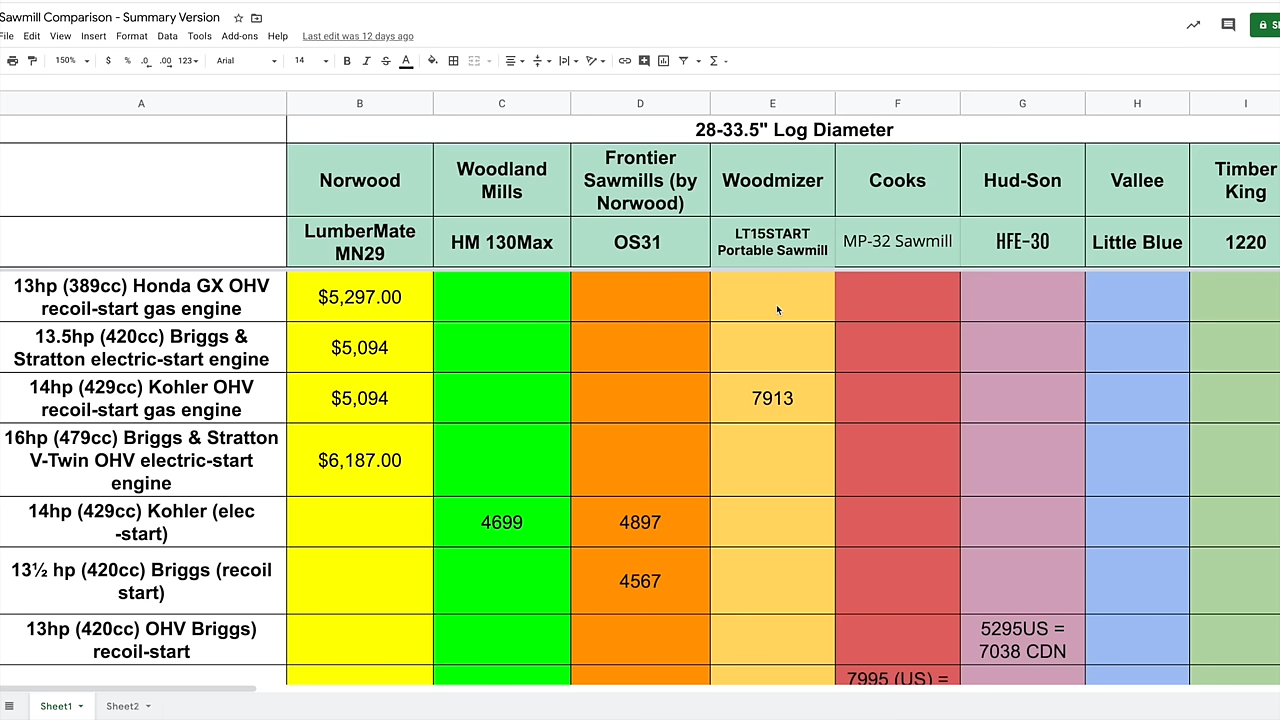 Sawmill Comparison - Summary Version
File Edit View Insert Format Data Tools Add-ons Help Last edit was 12 days ago
150% $ % .0 .00 123 Arial 14 B I S A
A B C D E F G H I
28-33.5" Log Diameter
Norwood
Woodland Mills
Frontier Sawmills (by Norwood)
Woodmizer
Cooks
Hud-Son
Vallee
Timber King
LumberMate MN29
HM 130Max
OS31
LT15START Portable Sawmill
MP-32 Sawmill
HFE-30
Little Blue
1220
13hp (389cc) Honda GX OHV
recoil-start gas engine
$5,297.00
13.5hp (420cc) Briggs &
Stratton electric-start engine
$5,094
14hp (429cc) Kohler OHV
recoil-start gas engine
$5,094
7913
16hp (479cc) Briggs & Stratton
V-Twin OHV electric-start
engine
$6,187.00
14hp (429cc) Kohler (elec
-start)
4699
4897
13½ hp (420cc) Briggs (recoil
start)
4567
13hp (420cc) OHV Briggs)
recoil-start
5295US =
7038 CDN
7995 (US) =
Sheet1 Sheet2